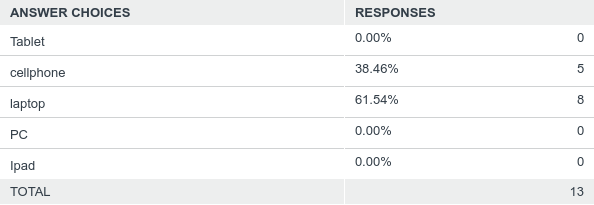 ANSWER CHOICES RESPONSES
Tablet 0.00% 0
cellphone 38.46% 5
laptop 61.54% 8
PC 0.00% 0
Ipad 0.00% 0
TOTAL 13